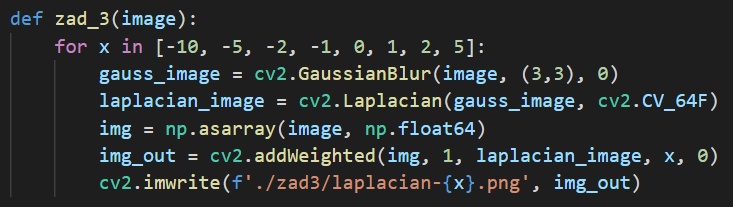 def zad_3(image):
    for x in [-10, -5, -2, -1, 0, 1, 2, 5]:
        gauss_image = cv2.GaussianBlur(image, (3,3), 0)
        laplacian_image = cv2.Laplacian(gauss_image, cv2.CV_64F)
        img = np.asarray(image, np.float64)
        img_out = cv2.addWeighted(img, 1, laplacian_image, x, 0)
        cv2.imwrite(f'./zad3/laplacian-{x}.png', img_out)